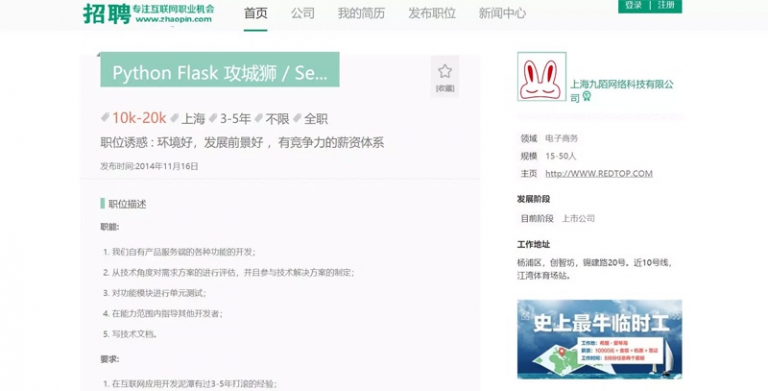 招聘 专注互联网职业机会
www.zhaopin.com
首页 公司 我的简历 发布职位 新闻中心
登录 | 注册
Python Flask 攻城狮 / Se...
[收藏]
10k-20k 上海 3-5年 不限 全职
职位诱惑 : 环境好，发展前景好 ，有竞争力的薪资体系
发布时间:2014年11月16日
职位描述
职能:
1. 我们自有产品服务端的各种功能的开发；
2. 从技术角度对需求方案的进行评估，并且参与技术解决方案的制定；
3. 对功能模块进行单元测试；
4. 在能力范围内指导其他开发者；
5. 写技术文档。
要求:
1. 在互联网应用开发泥潭有过3-5年打滚的经验；
上海九陌网络科技有限公
司
领域 电子商务
规模 15-50人
主页 http://WWW.REDTOP.COM
发展阶段
目前阶段 上市公司
工作地址
杨浦区，创智坊，锦建路20号。近10号线，
江湾体育场站。
史上最牛临时工